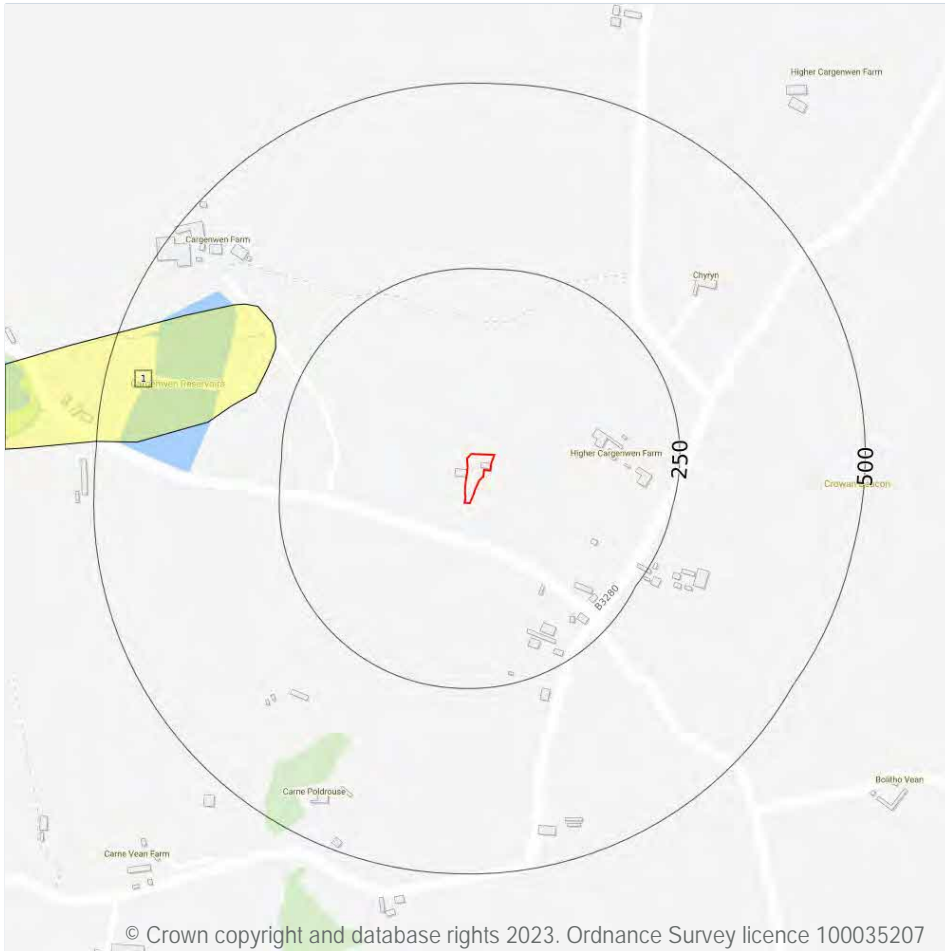 Higher Cargenwen Farm
Cargenwen Farm
Chyryn
1
Cargenwen Reservoirs
Higher Cargenwen Farm
250
500
Crowan Beacon
B3280
Bolitho Vean
Carne Poldrouse
Carne Vean Farm
© Crown copyright and database rights 2023. Ordnance Survey licence 100035207